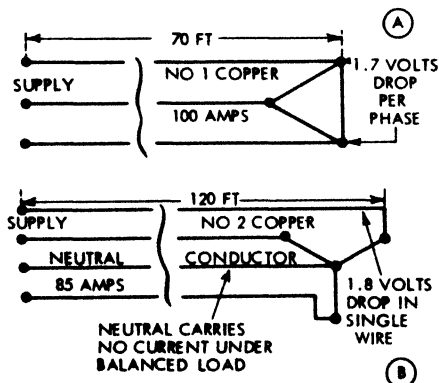 A
70 FT
NO 1 COPPER
SUPPLY
100 AMPS
1.7 VOLTS
DROP
PER
PHASE
120 FT
SUPPLY
NO 2 COPPER
NEUTRAL CONDUCTOR
85 AMPS
1.8 VOLTS
DROP IN
SINGLE
WIRE
NEUTRAL CARRIES
NO CURRENT UNDER
BALANCED LOAD
B